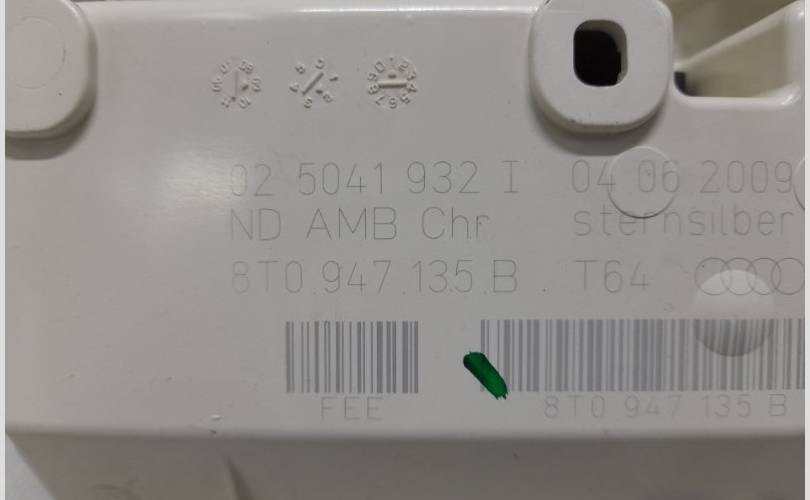 02 5041 932 I 04 06 2009
ND AMB Chr. sternsilber
8T0.947.135.B. T64
FEE 8T0 947 135 B